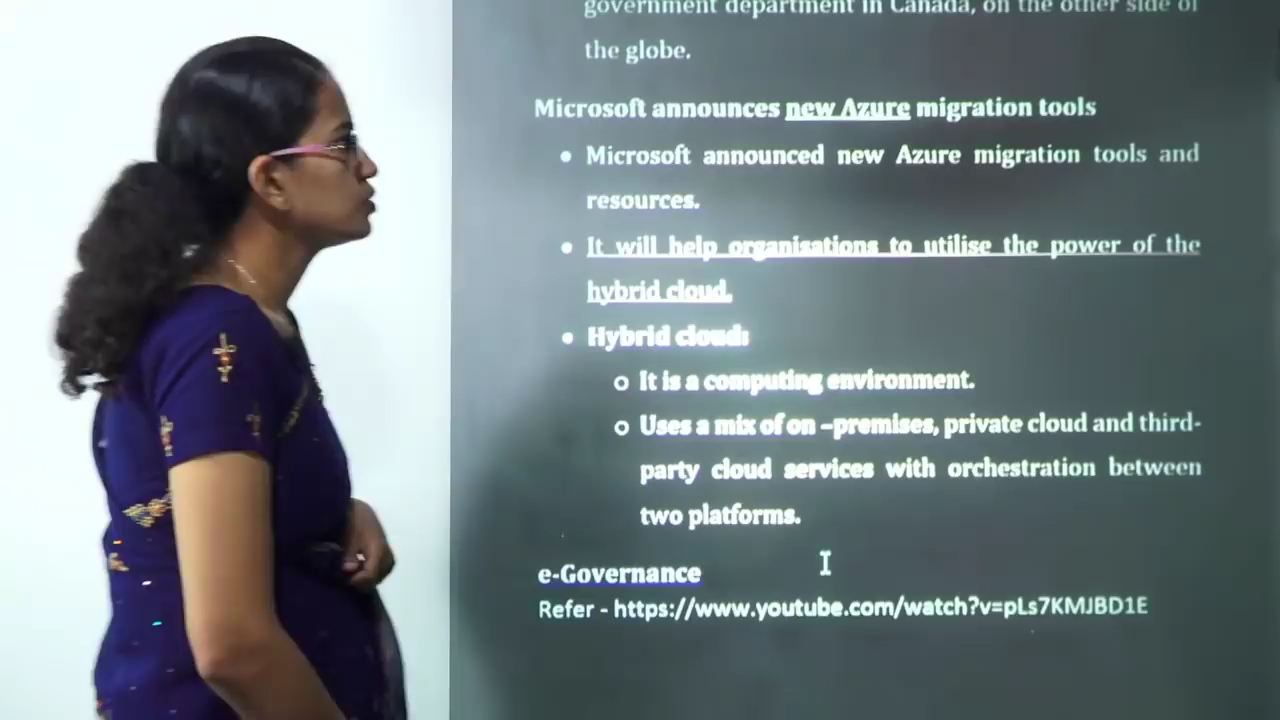 government department in Canada, on the other side of
the globe.
Microsoft announces new Azure migration tools
• Microsoft announced new Azure migration tools and
resources.
• It will help organisations to utilise the power of the
hybrid cloud.
• Hybrid cloud:
o It is a computing environment.
o Uses a mix of on –premises, private cloud and third-
party cloud services with orchestration between
two platforms.
e-Governance
Refer - https://www.youtube.com/watch?v=pLs7KMJBD1E